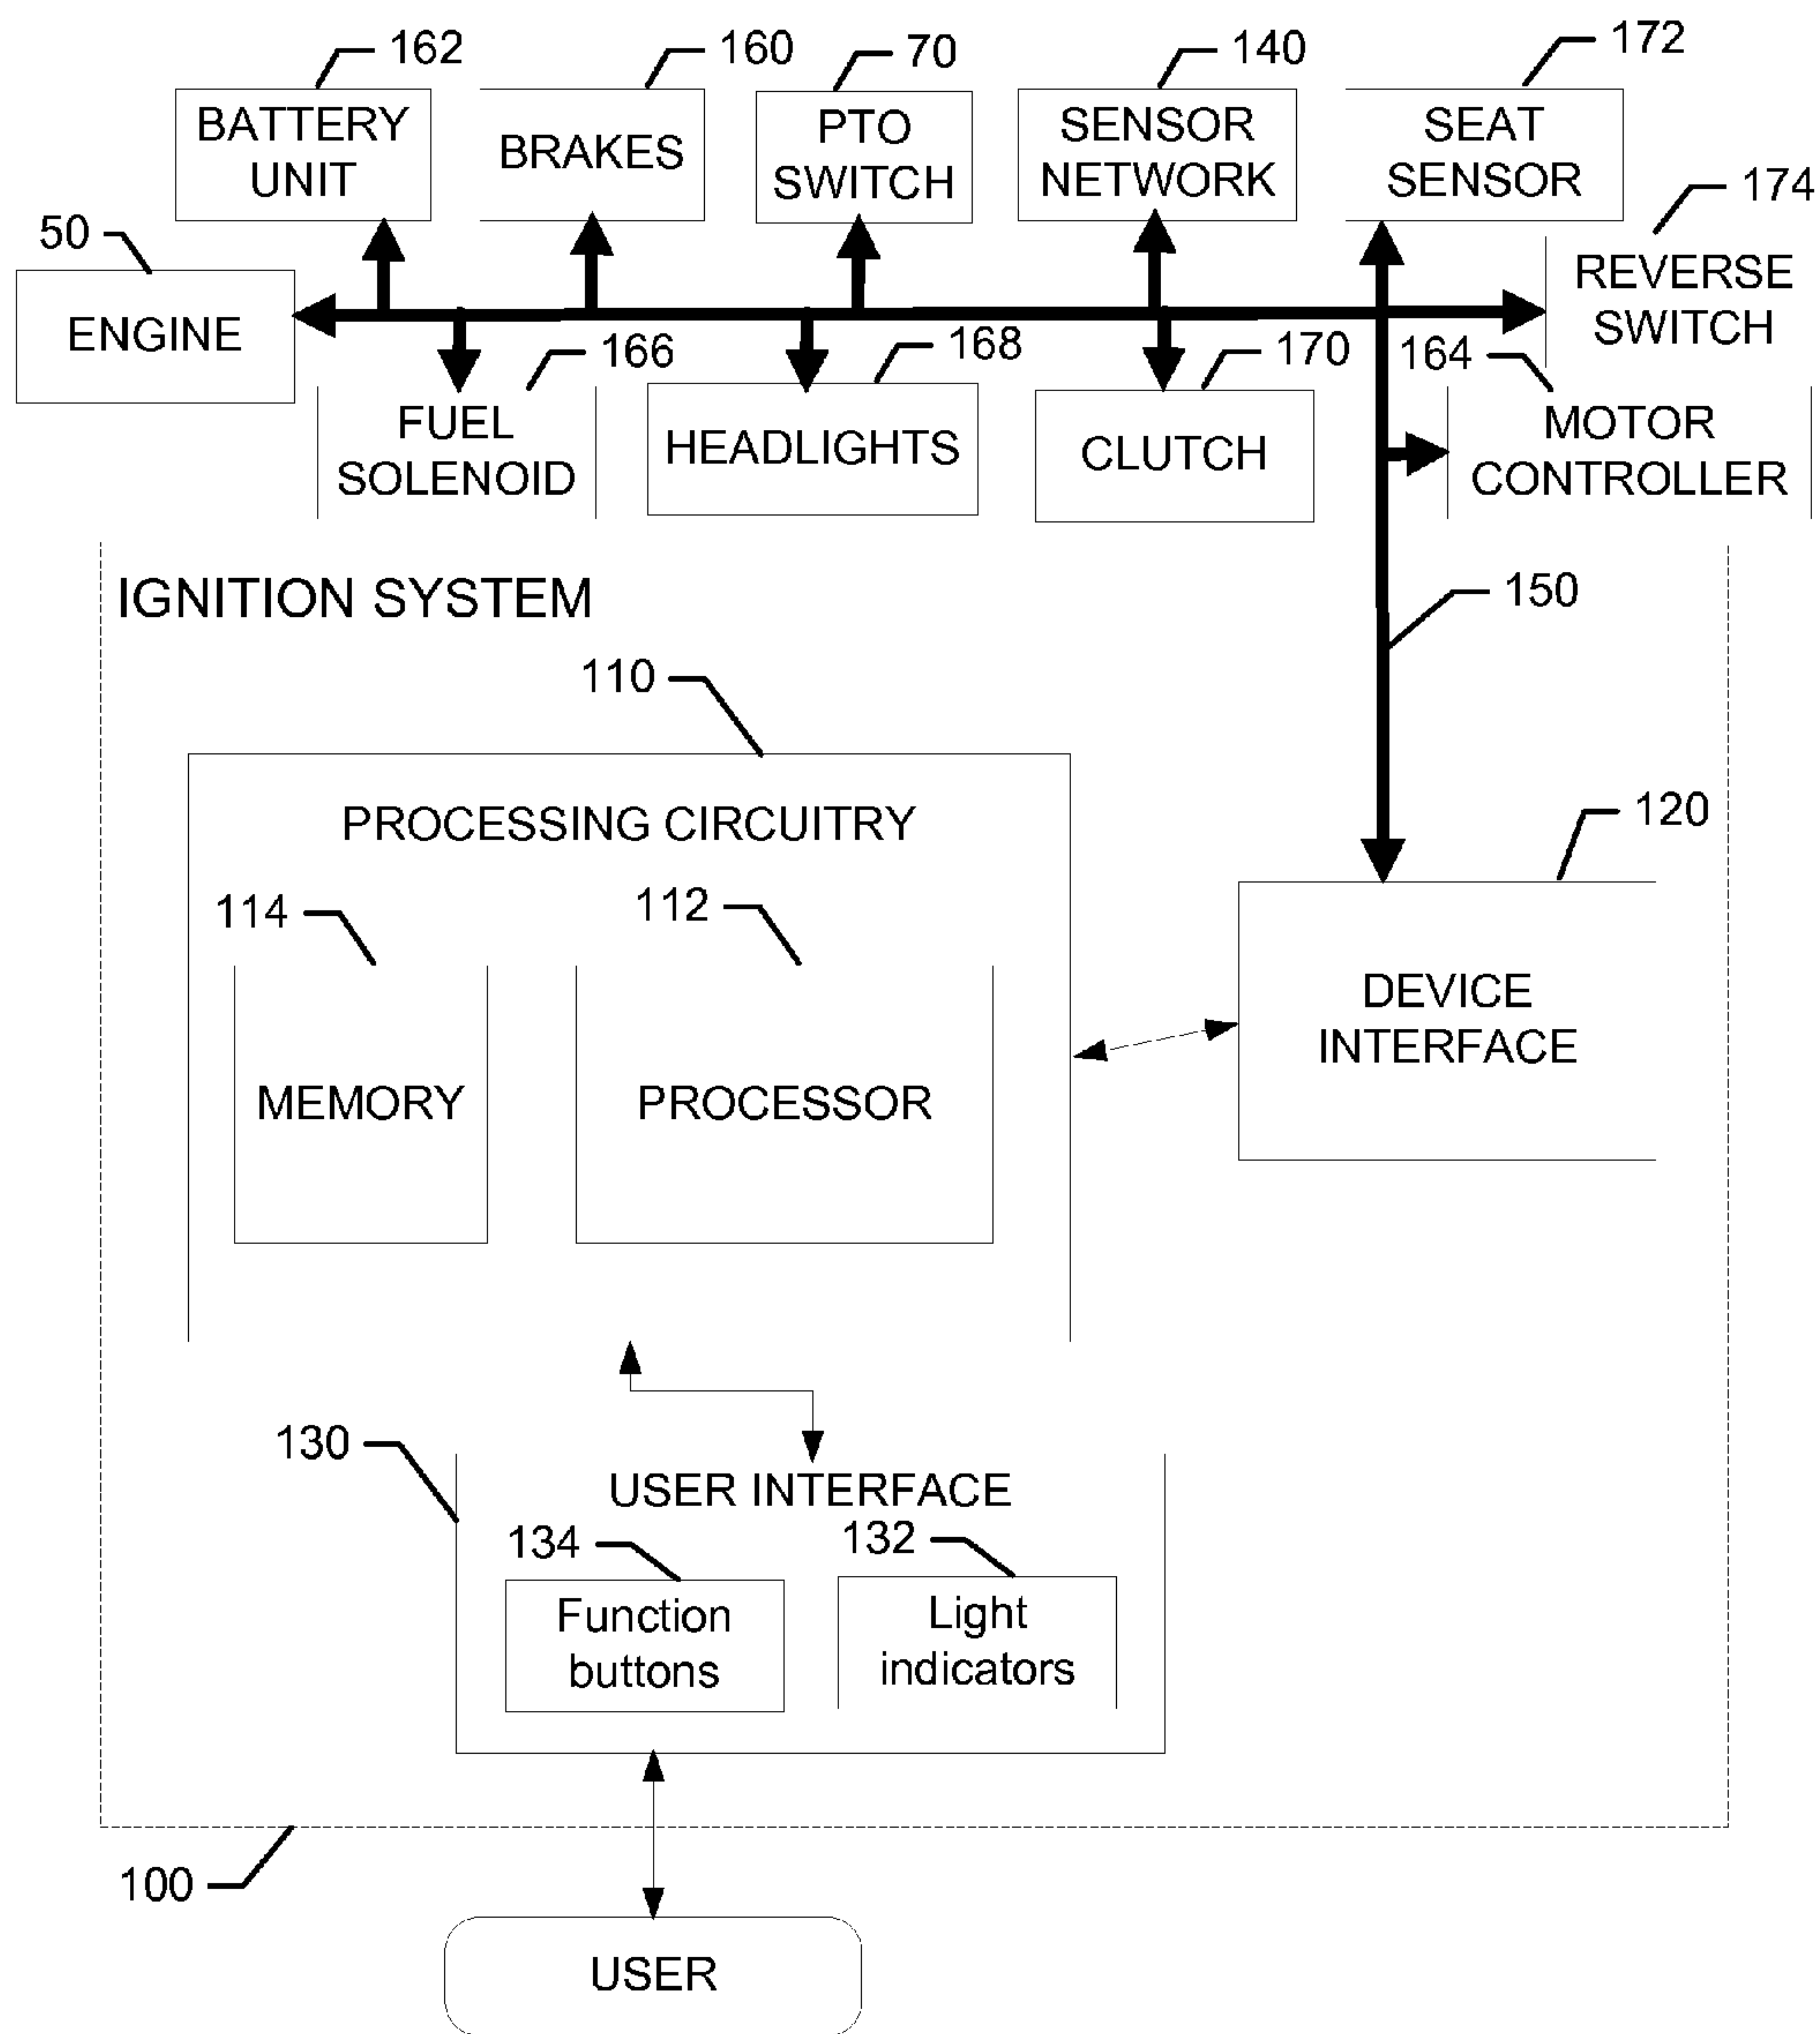 162
160
70
140
172
BATTERY
UNIT
BRAKES
PTO
SWITCH
SENSOR
NETWORK
SEAT
SENSOR
174
50
ENGINE
REVERSE
SWITCH
166
168
170
164
FUEL
SOLENOID
HEADLIGHTS
CLUTCH
MOTOR
CONTROLLER
IGNITION SYSTEM
150
110
PROCESSING CIRCUITRY
120
114
112
MEMORY
PROCESSOR
DEVICE
INTERFACE
130
USER INTERFACE
134
132
Function
buttons
Light
indicators
100
USER